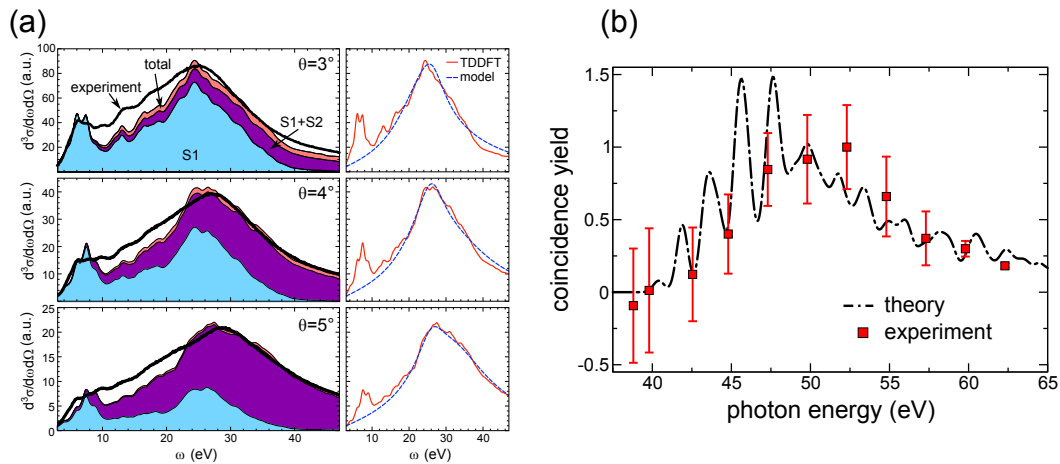 (a)
100
80
60
40
20
0
d³σ/dωdΩ (a.u.)
experiment
total
θ=3°
S1+S2
S1
TDDFT
model
40
30
20
10
0
d³σ/dωdΩ (a.u.)
θ=4°
25
20
15
10
5
0
d³σ/dωdΩ (a.u.)
θ=5°
10 20 30 40
ω (eV)
10 20 30 40
ω (eV)
(b)
1.5
1
0.5
0
-0.5
coincidence yield
theory
experiment
40 45 50 55 60 65
photon energy (eV)